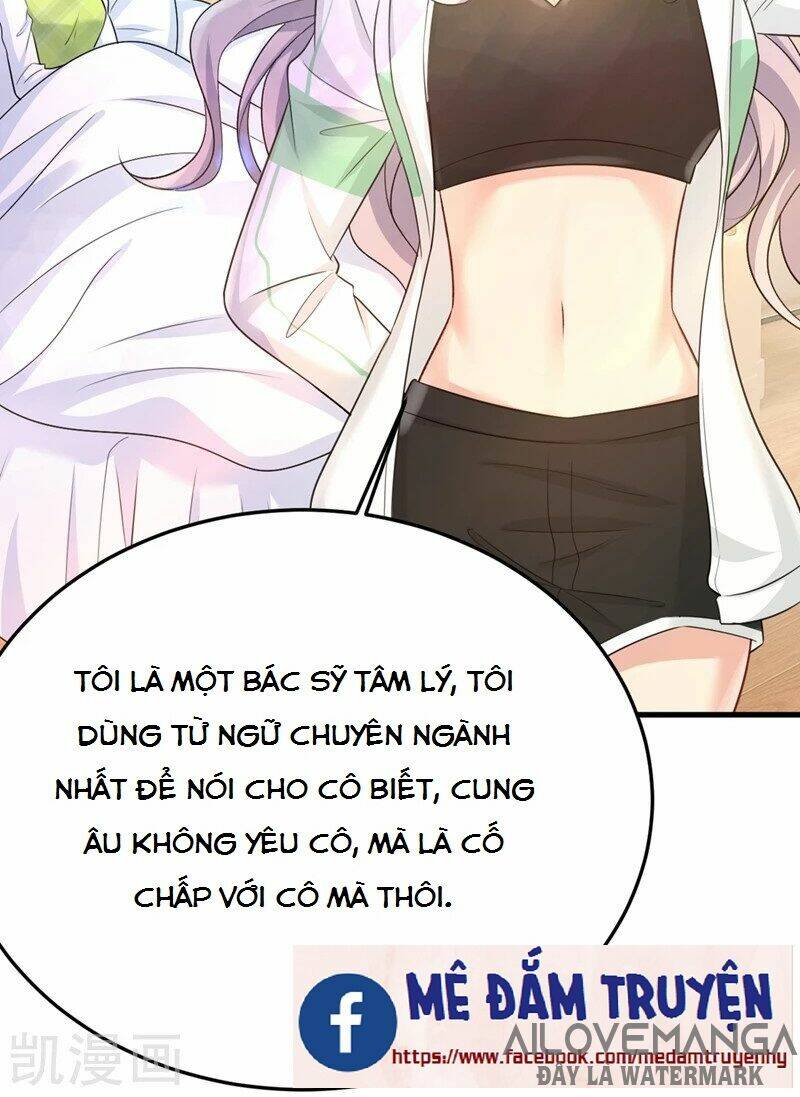 TÔI LÀ MỘT BÁC SỸ TÂM LÝ, TÔI
DÙNG TỪ NGỮ CHUYÊN NGÀNH
NHẤT ĐỂ NÓI CHO CÔ BIẾT, CUNG
ÂU KHÔNG YÊU CÔ, MÀ LÀ CỐ
CHẤP VỚI CÔ MÀ THÔI.
f MÊ ĐẮM TRUYỆN
AILOVEMANGA
https://www.facebook.com/medamtruyenhy
ĐÂY LÀ WATERMARK
凯漫画